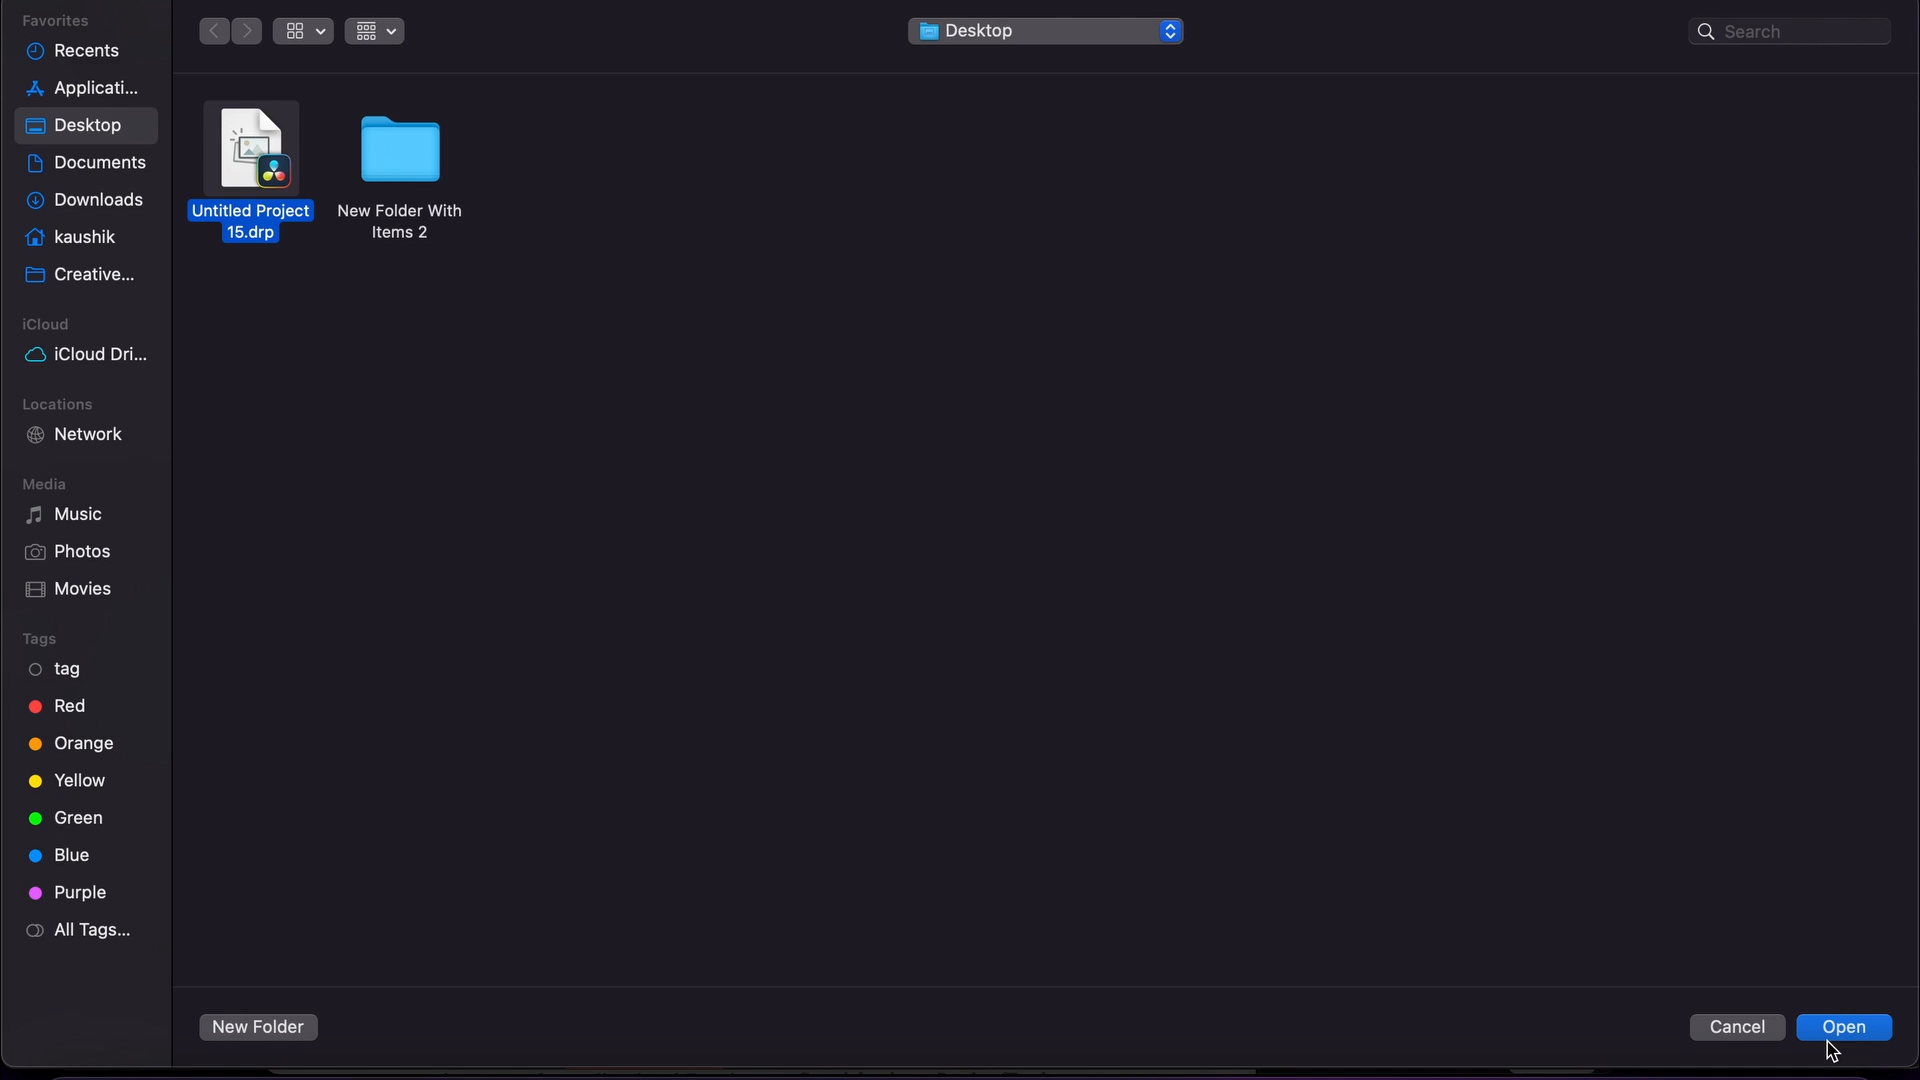 Favorites
Recents
Applicati...
Desktop
Documents
Downloads
kaushik
Creative...
iCloud
iCloud Dri...
Locations
Network
Media
Music
Photos
Movies
Tags
tag
Red
Orange
Yellow
Green
Blue
Purple
All Tags...
Desktop
Search
Untitled Project
15.drp
New Folder With
Items 2
New Folder
Cancel
Open